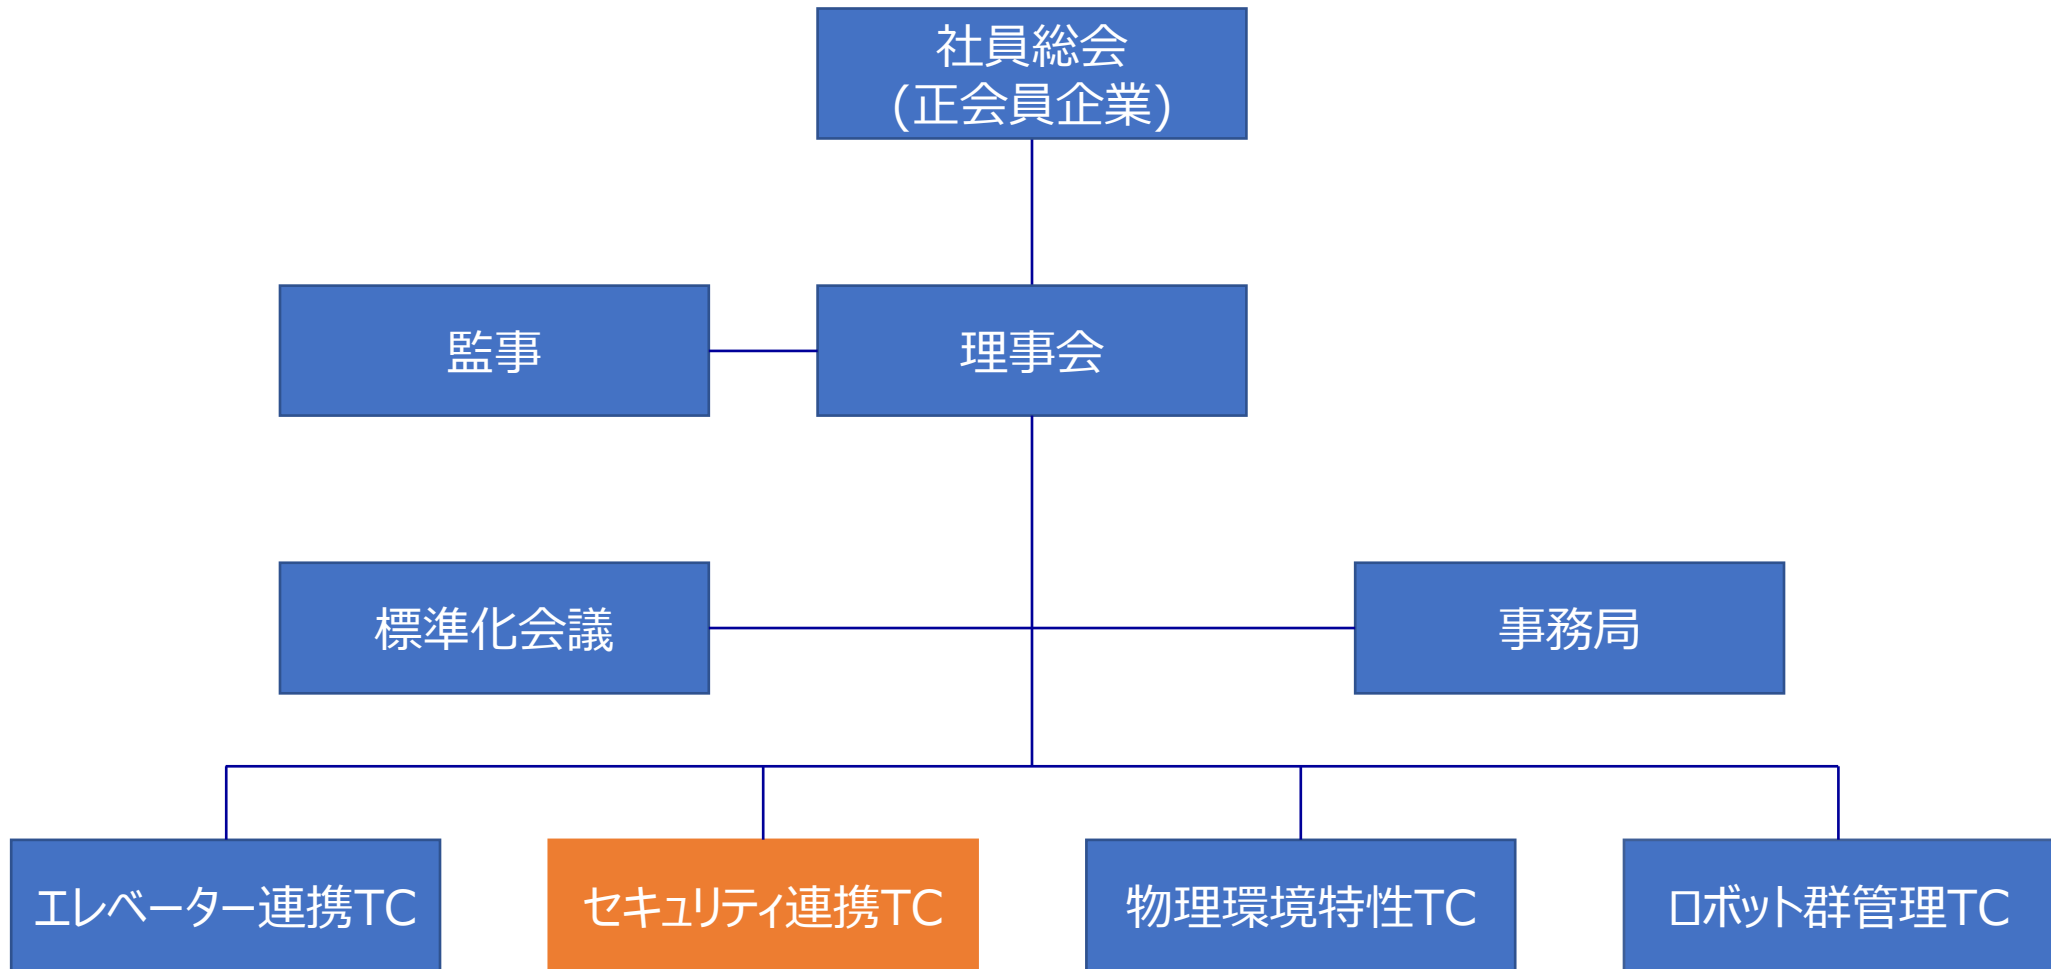 社員総会
(正会員企業)
監事
理事会
標準化会議
事務局
エレベーター連携TC
セキュリティ連携TC
物理環境特性TC
ロボット群管理TC